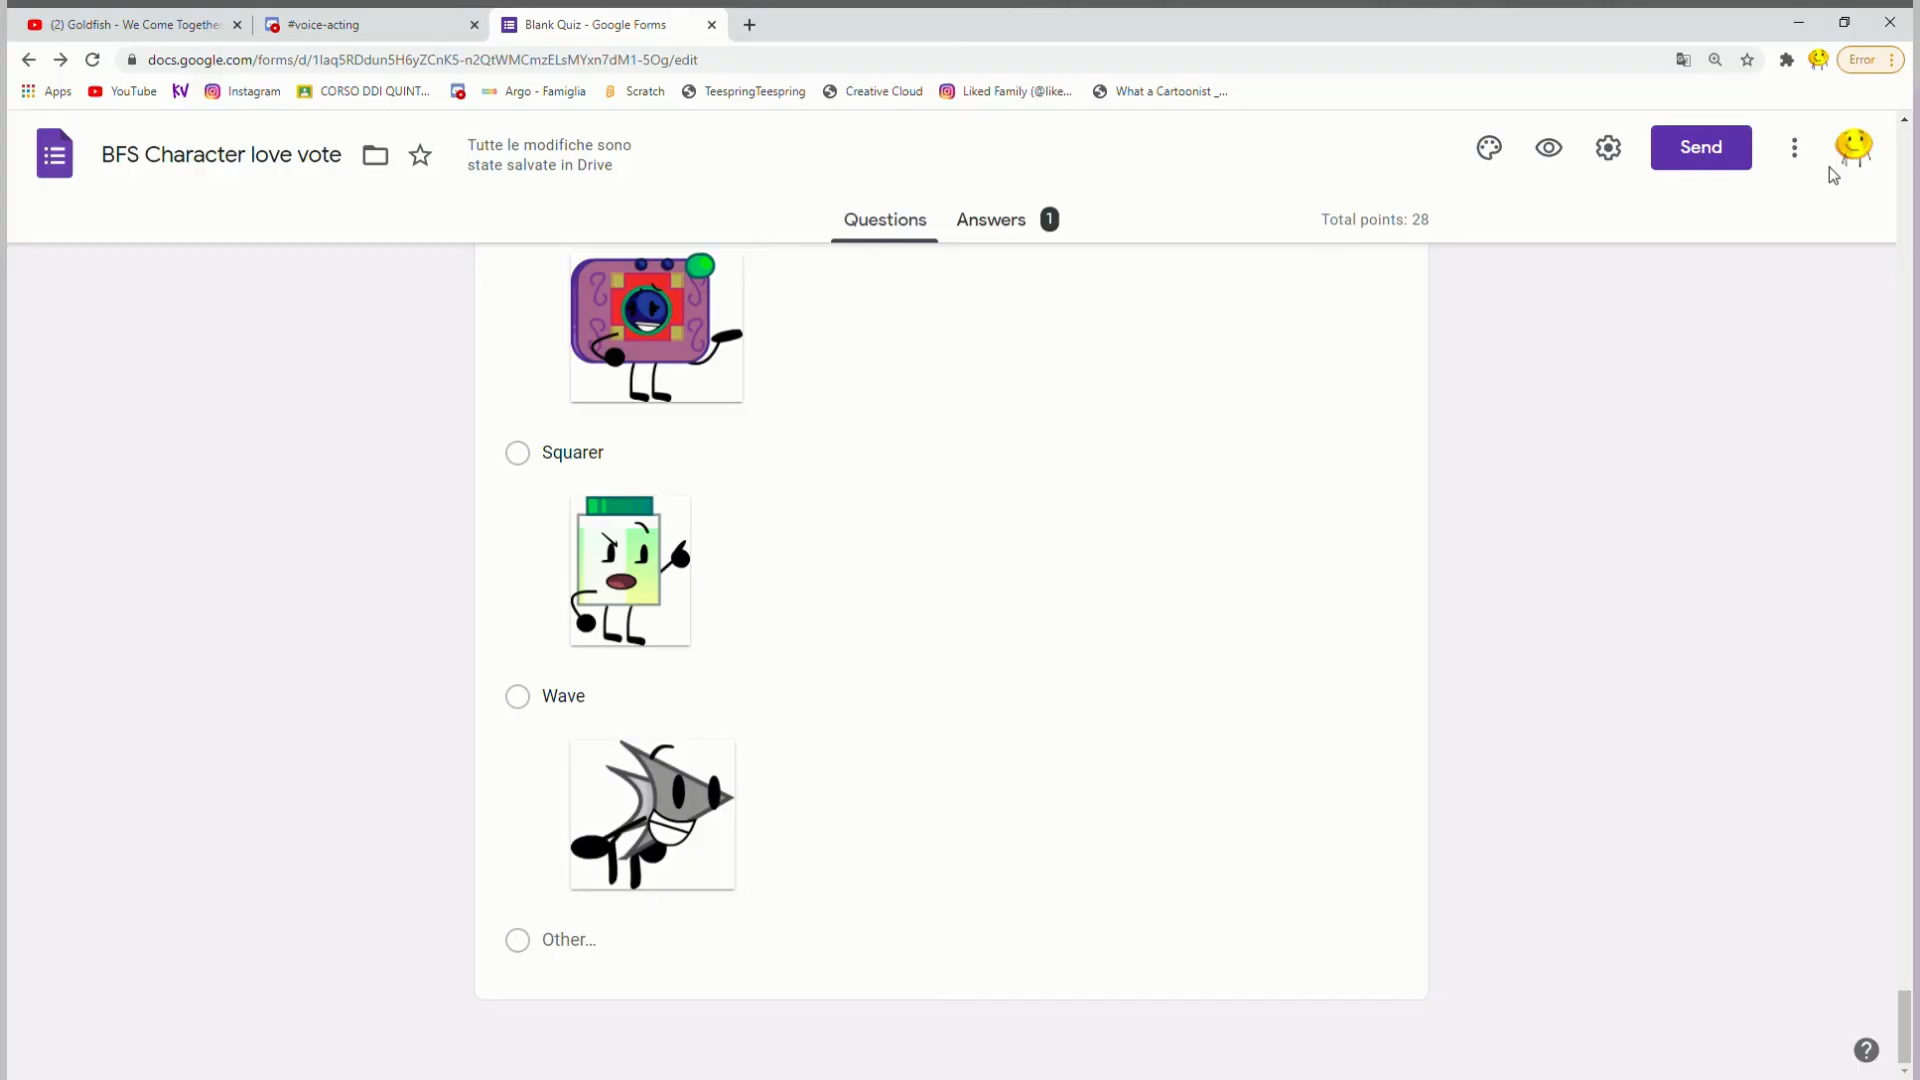 (2) Goldfish - We Come Togethe
#voice-acting
Blank Quiz - Google Forms
docs.google.com/forms/d/1Iaq5RDdun5H6yZCnK5-n2QtWMCmzELsMYxn7dM1-5Og/edit
Error
Apps
YouTube
KV
Instagram
CORSO DDI QUINT...
Argo - Famiglia
Scratch
TeespringTeespring
Creative Cloud
Liked Family (@like...
What a Cartoonist _...
BFS Character love vote
Tutte le modifiche sono
state salvate in Drive
Send
Questions
Answers 1
Total points: 28
Squarer
Wave
Other...